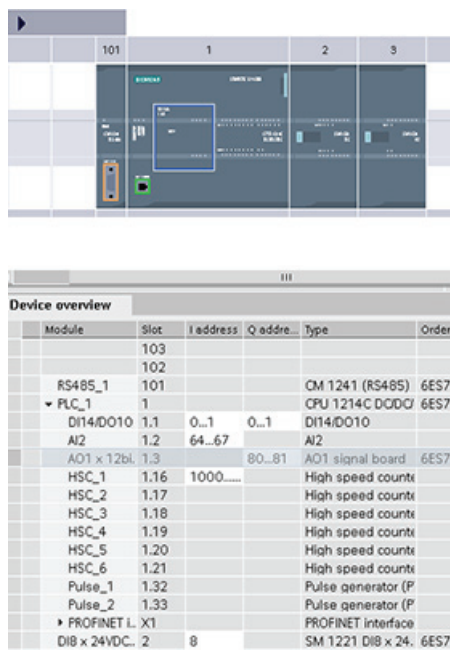 101 1 2 3
SIEMENS
Device overview
Module Slot I address Q addre... Type Order
103
102
RS485_1 101 CM 1241 (RS485) 6ES7
PLC_1 1 CPU 1214C DC/DC/ 6ES7
DI14/DO10 1.1 0...1 0...1 DI14/DO10
AI2 1.2 64...67 AI2
AO1 x 12bi.. 1.3 80...81 AO1 signal board 6ES7
HSC_1 1.16 1000.... High speed counte
HSC_2 1.17 High speed counte
HSC_3 1.18 High speed counte
HSC_4 1.19 High speed counte
HSC_5 1.20 High speed counte
HSC_6 1.21 High speed counte
Pulse_1 1.32 Pulse generator (P
Pulse_2 1.33 Pulse generator (P
PROFINET i.. X1 PROFINET interface
DI8 x 24VDC.. 2 8 SM 1221 DI8 x 24.. 6ES7